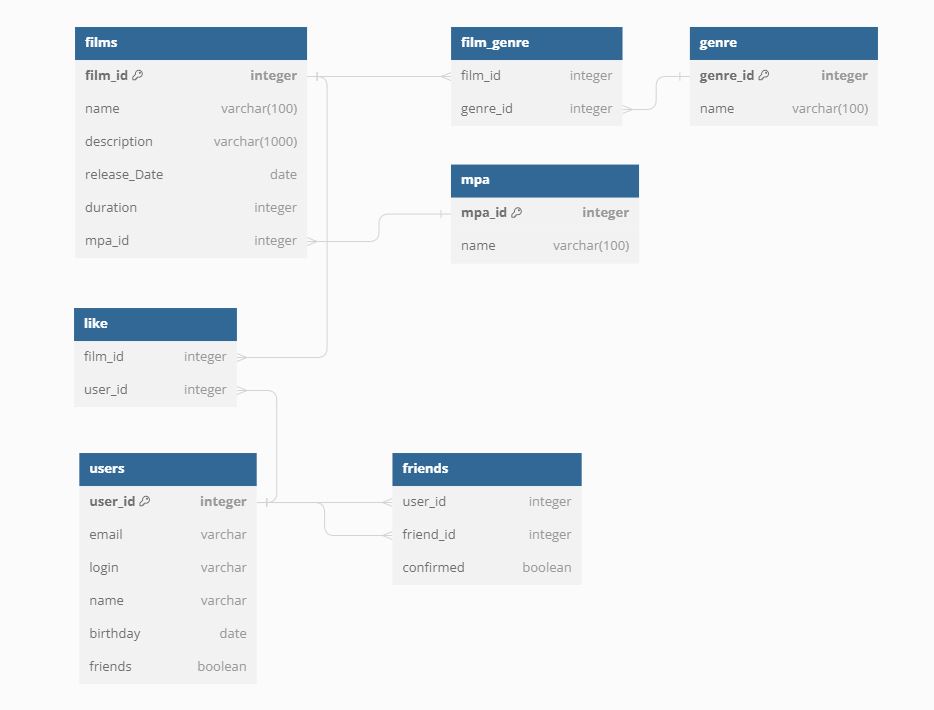 films
film_id integer
name varchar(100)
description varchar(1000)
release_Date date
duration integer
mpa_id integer
film_genre
film_id integer
genre_id integer
genre
genre_id integer
name varchar(100)
mpa
mpa_id integer
name varchar(100)
like
film_id integer
user_id integer
users
user_id integer
email varchar
login varchar
name varchar
birthday date
friends boolean
friends
user_id integer
friend_id integer
confirmed boolean